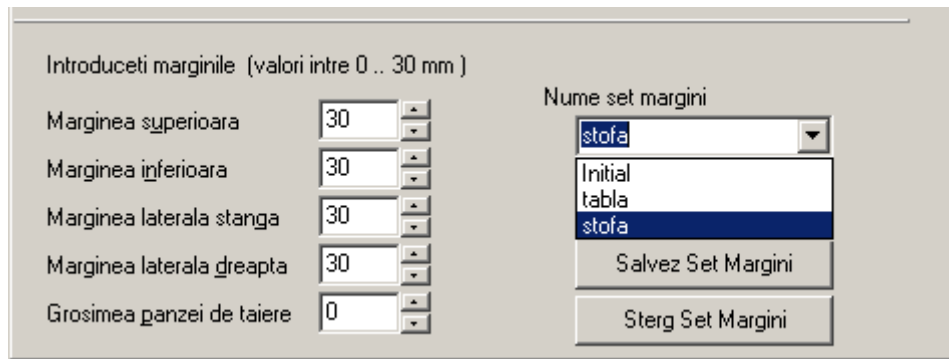 Introduceti marginile (valori intre 0 .. 30 mm )
Marginea superioara 30
Marginea inferioara 30
Marginea laterala stanga 30
Marginea laterala dreapta 30
Grosimea panzei de taiere 0
Nume set margini
stofa
Initial
tabla
stofa
Salvez Set Margini
Sterg Set Margini